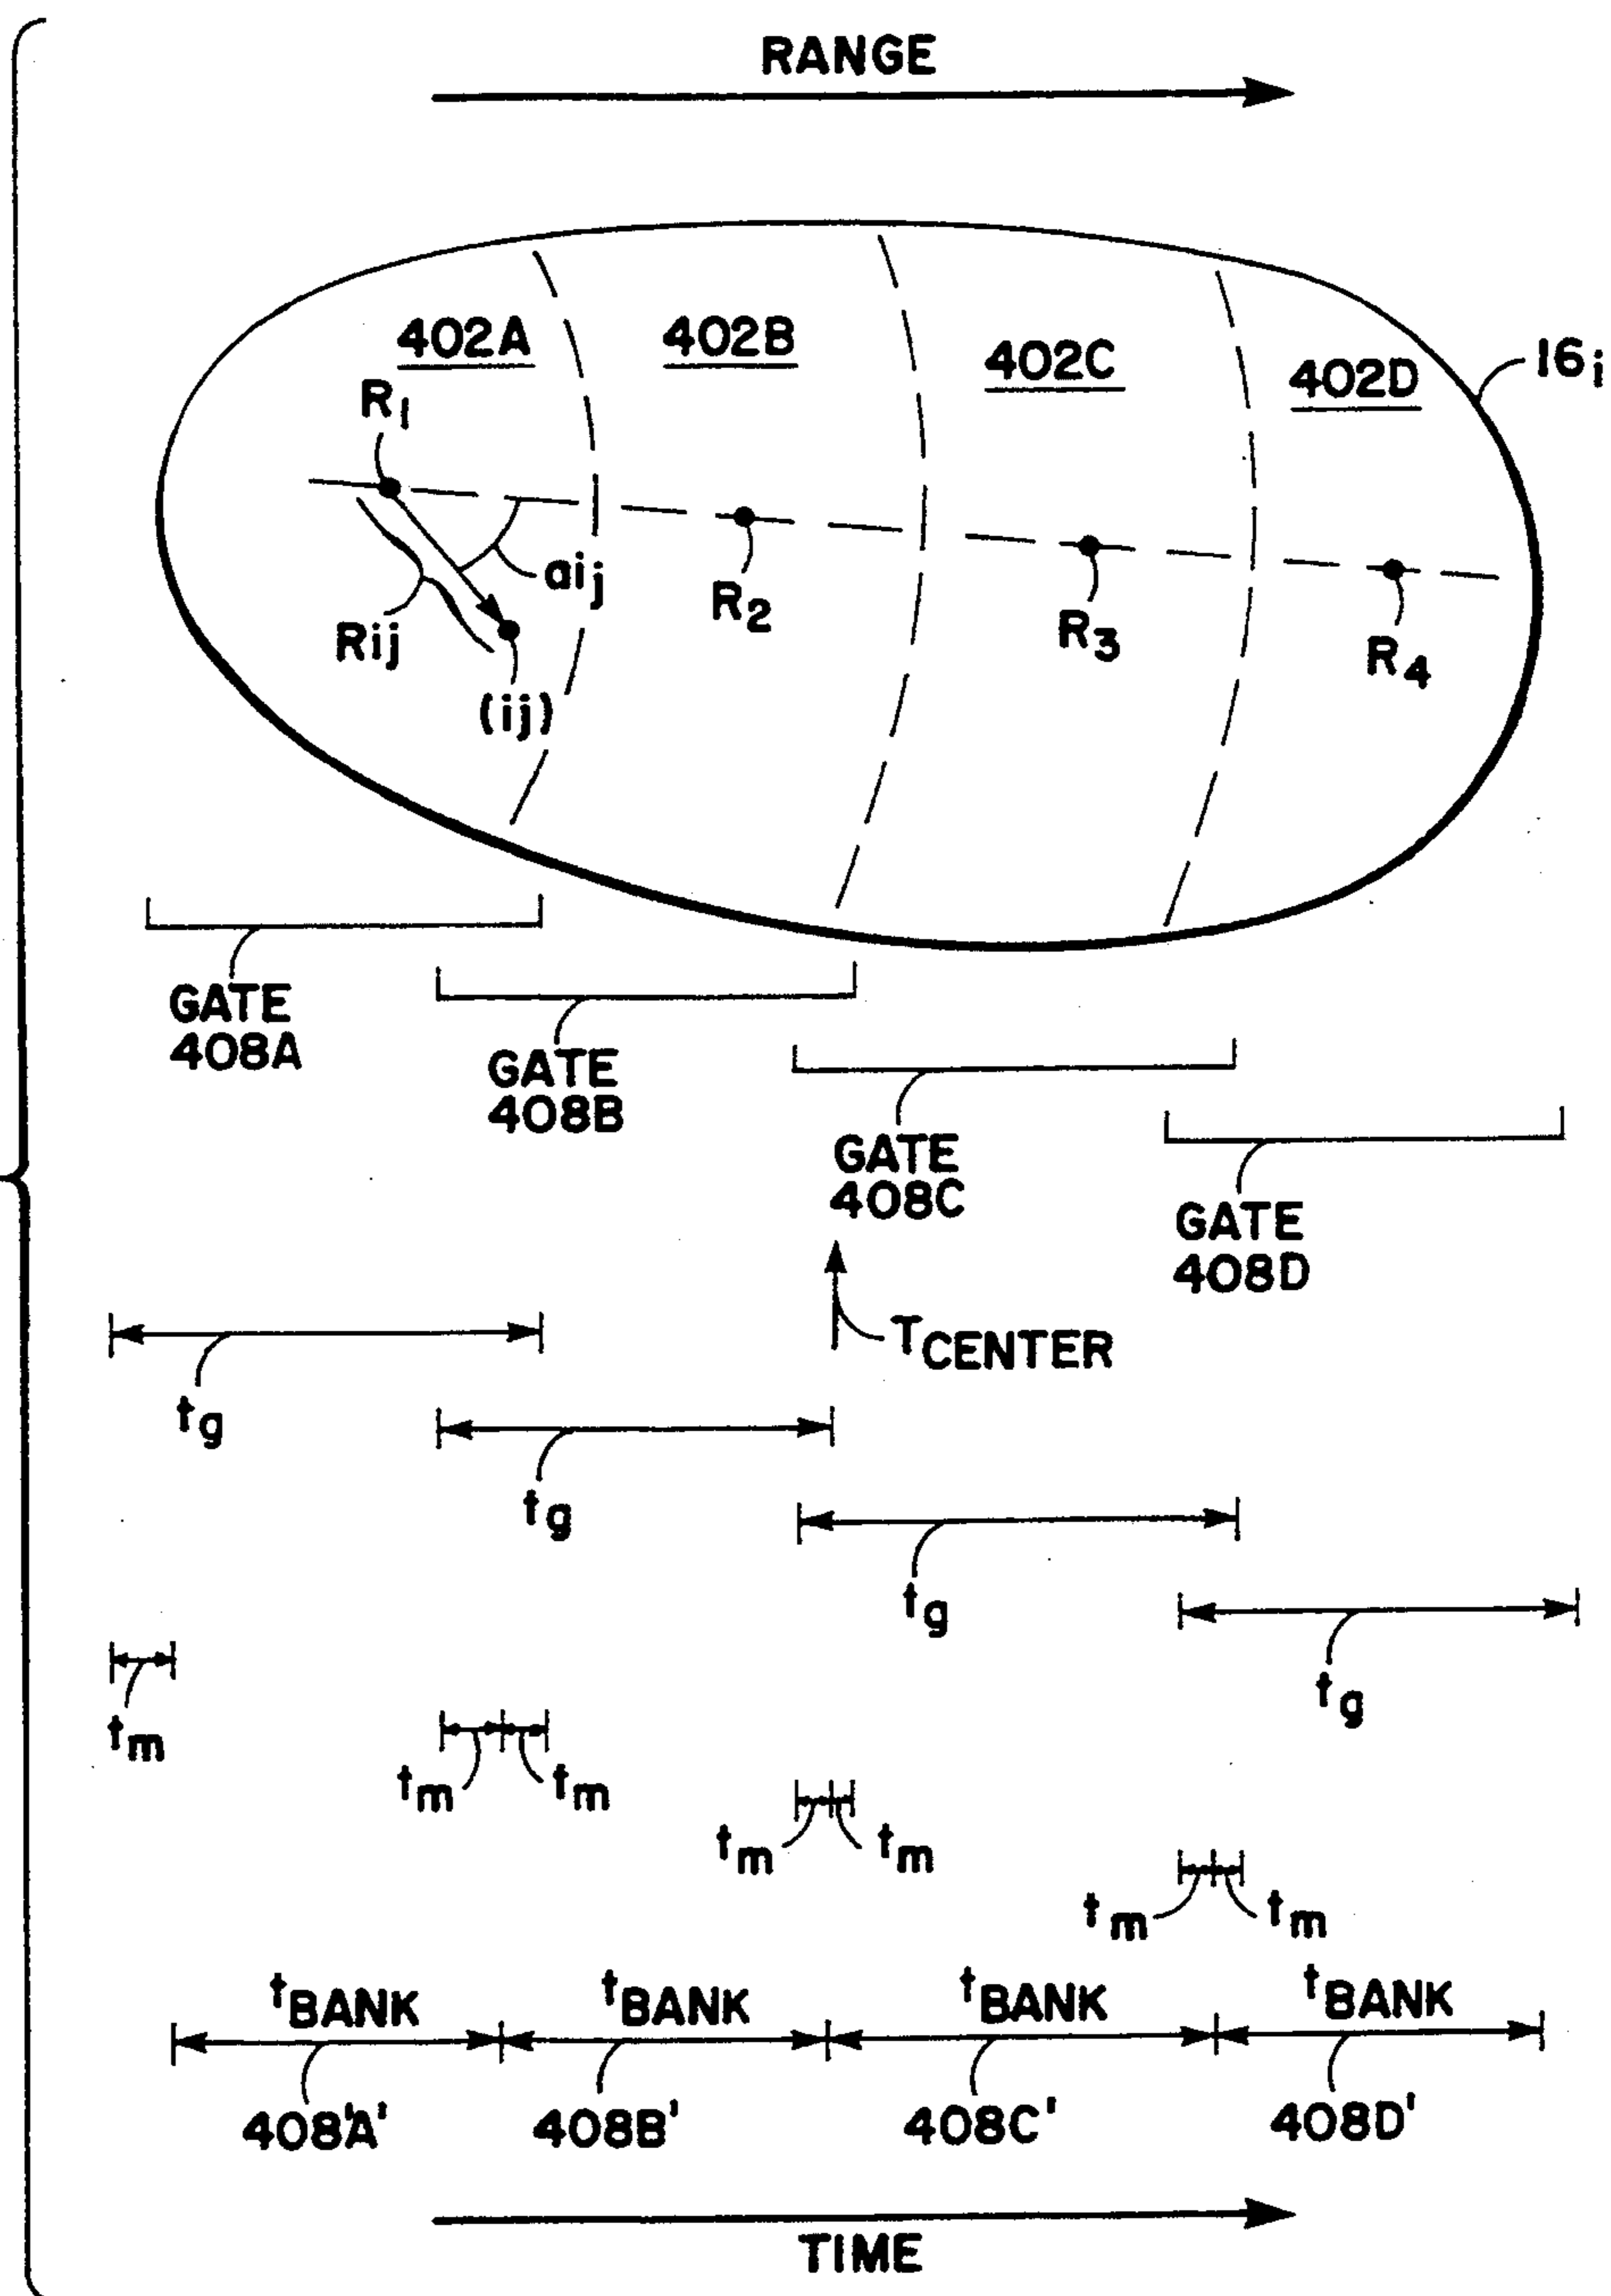 RANGE
402A
402B
402C
402D
16i
R1
aij
Rij
(ij)
R2
R3
R4
GATE
408A
GATE
408B
GATE
408C
GATE
408D
TCENTER
tg
tg
tg
tg
tm
tm tm
tm tm
tm tm
tBANK tBANK tBANK tBANK
408'A' 408B' 408C' 408D'
TIME